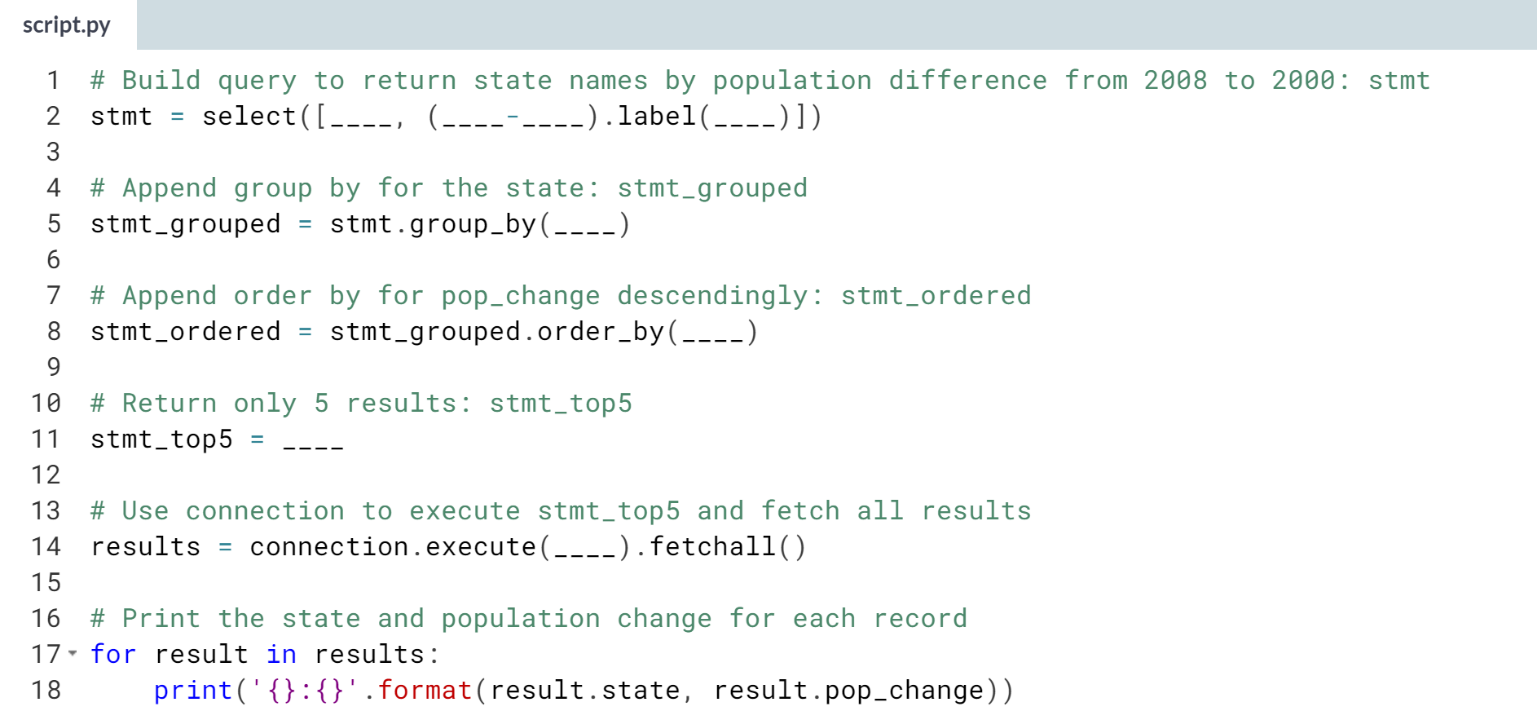 script.py
1 # Build query to return state names by population difference from 2008 to 2000: stmt
2 stmt = select([____, (____-____).label(____)])
3
4 # Append group by for the state: stmt_grouped
5 stmt_grouped = stmt.group_by(____)
6
7 # Append order by for pop_change descendingly: stmt_ordered
8 stmt_ordered = stmt_grouped.order_by(____)
9
10 # Return only 5 results: stmt_top5
11 stmt_top5 = ____
12
13 # Use connection to execute stmt_top5 and fetch all results
14 results = connection.execute(____).fetchall()
15
16 # Print the state and population change for each record
17 for result in results:
18     print('{}:{}'.format(result.state, result.pop_change))